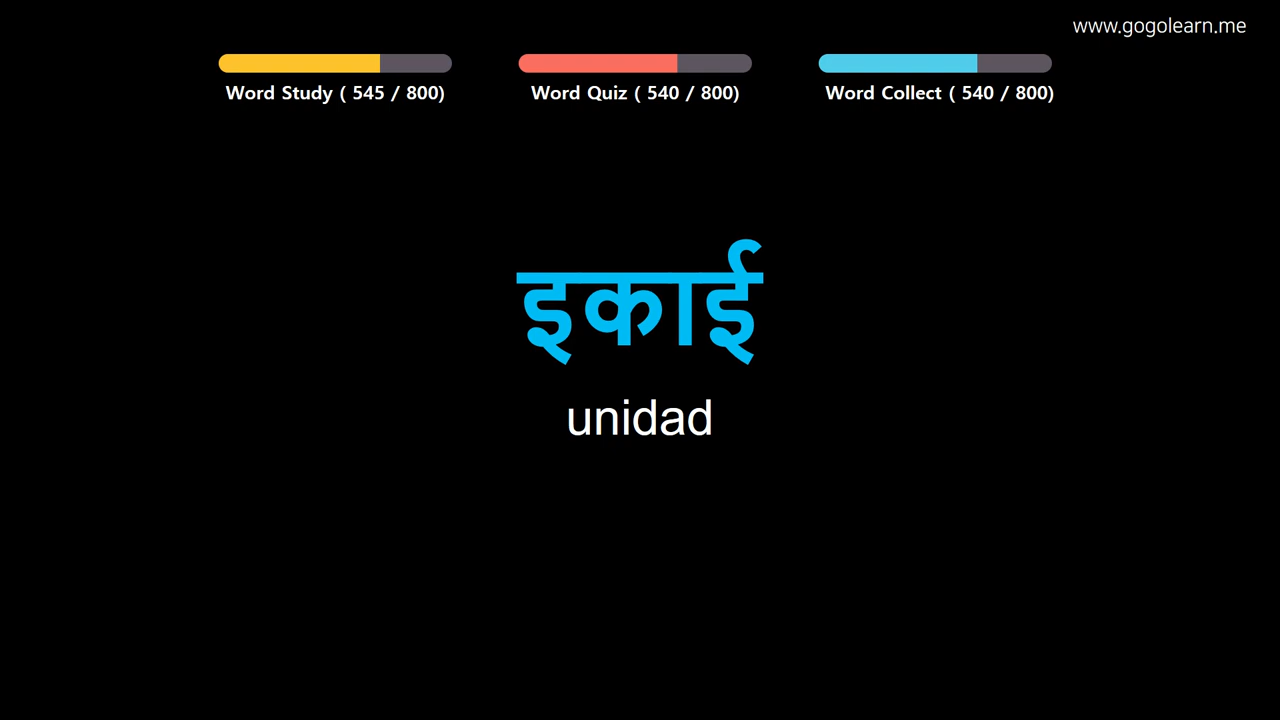 www.gogolearn.me
Word Study ( 545 / 800)
Word Quiz ( 540 / 800)
Word Collect ( 540 / 800)
इकाई
unidad